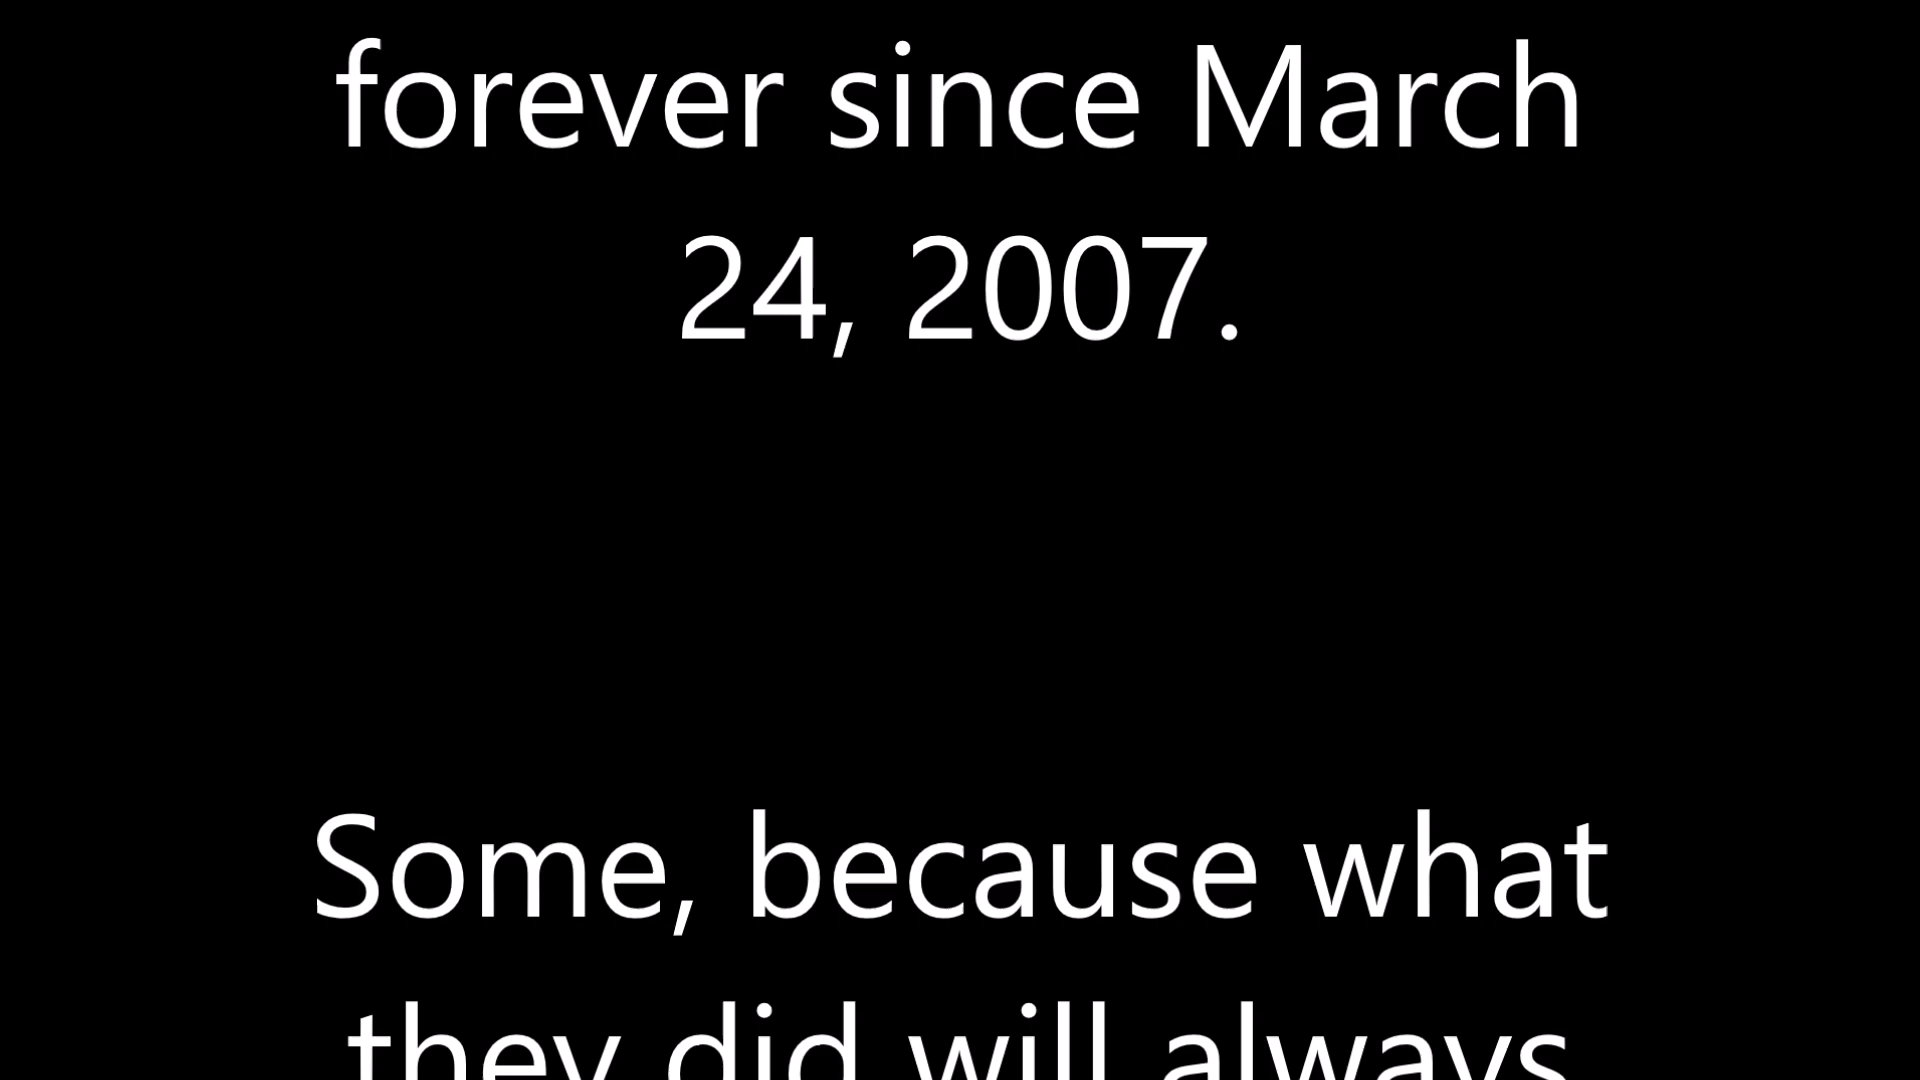 forever since March
24, 2007.
Some, because what
they did will always